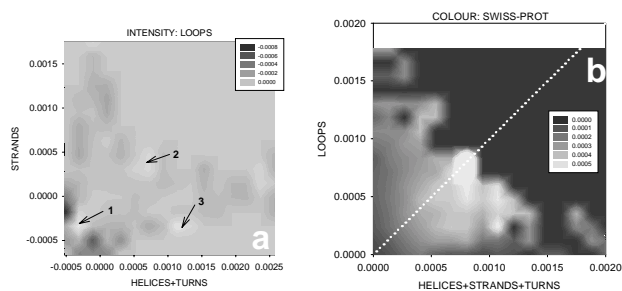 INTENSITY: LOOPS
-0.0008
-0.0006
-0.0004
-0.0002
0.0000
STRANDS
0.0015
0.0010
0.0005
0.0000
-0.0005
1
2
3
a
-0.0005 0.0000 0.0005 0.0010 0.0015 0.0020 0.0025
HELICES+TURNS
COLOUR: SWISS-PROT
b
0.0000
0.0001
0.0002
0.0003
0.0004
0.0005
LOOPS
0.0020
0.0015
0.0010
0.0005
0.0000
0.0000 0.0005 0.0010 0.0015 0.0020
HELICES+STRANDS+TURNS